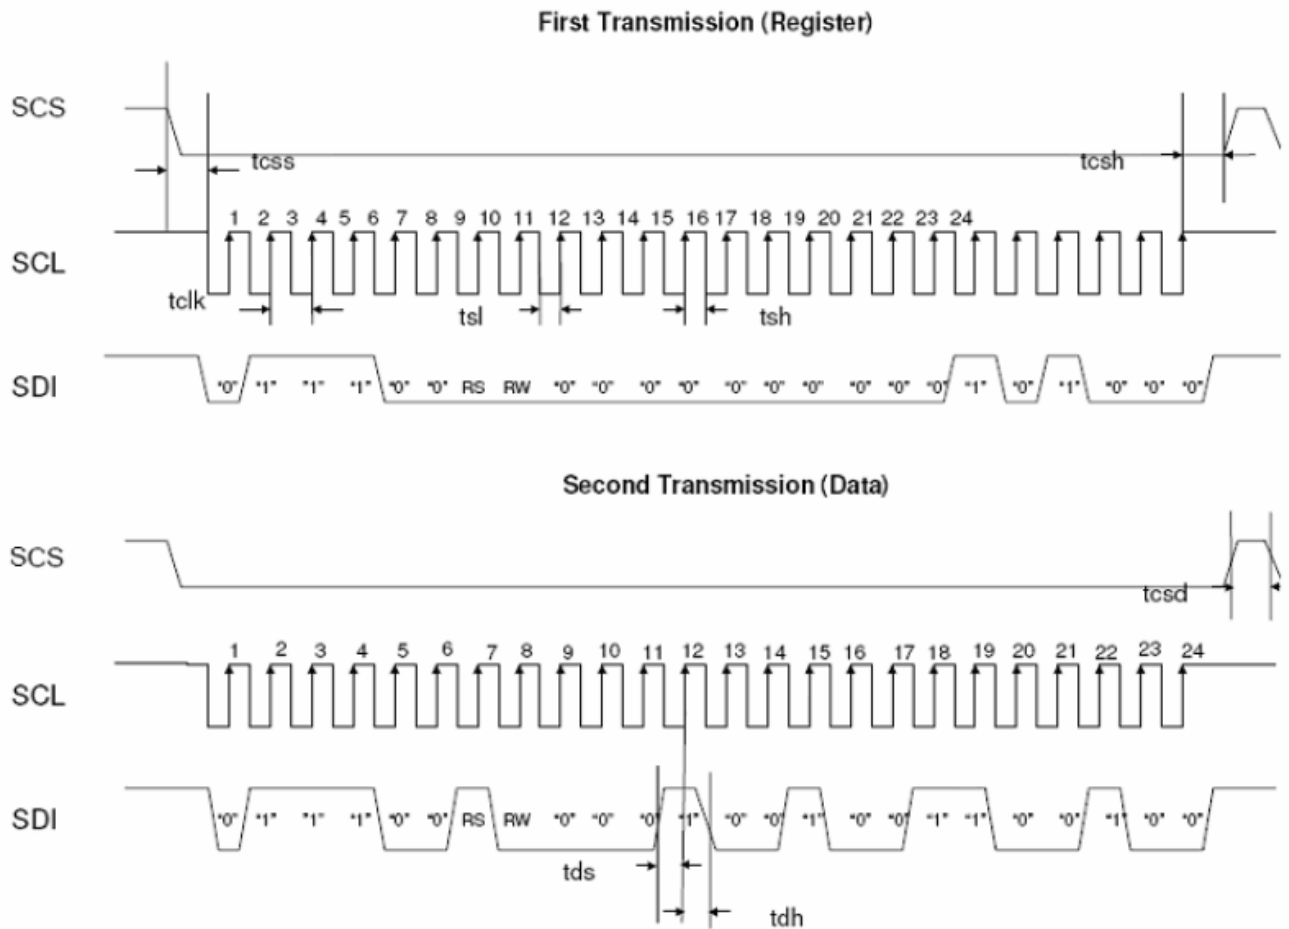 First Transmission (Register)
SCS
tcss
tcsh
1 2 3 4 5 6 7 8 9 10 11 12 13 14 15 16 17 18 19 20 21 22 23 24
SCL
tclk
tsl
tsh
SDI
"0" "1" "1" "1" "0" "0" RS RW "0" "0" "0" "0" "0" "0" "0" "0" "0" "0" "1" "0" "1" "0" "0" "0"
Second Transmission (Data)
SCS
tcsd
1 2 3 4 5 6 7 8 9 10 11 12 13 14 15 16 17 18 19 20 21 22 23 24
SCL
SDI
"0" "1" "1" "1" "0" "0" RS RW "0" "0" "0" "1" "0" "0" "1" "0" "0" "1" "1" "0" "0" "1" "0" "0"
tds
tdh